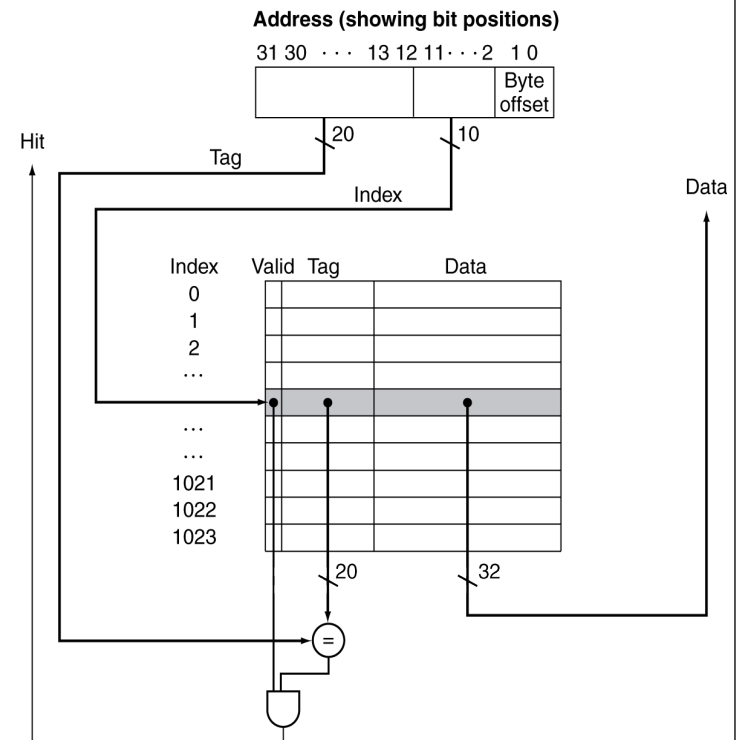 Address (showing bit positions)
31 30 ··· 13 12 11···2 1 0
Byte
offset
20
10
Hit
Tag
Index
Data
Index Valid Tag Data
0
1
2
···
···
···
1021
1022
1023
20
32
=